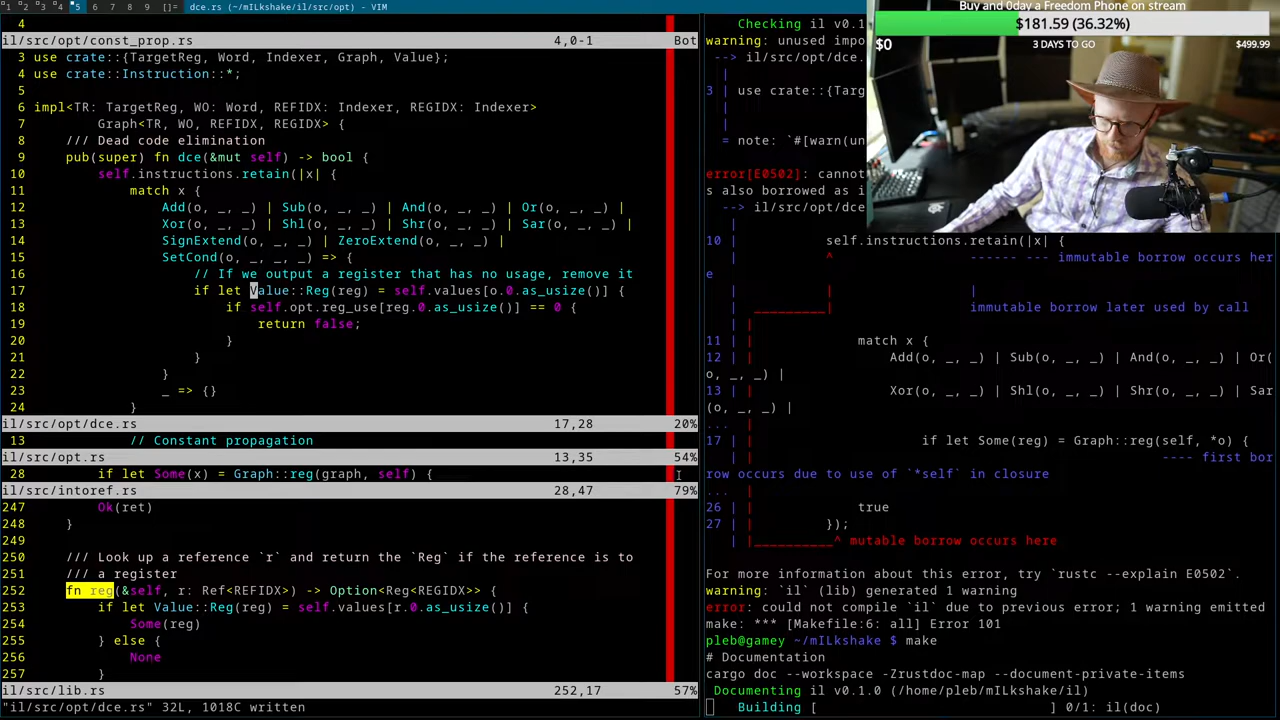 1 2 3 4 5 6 7 8 9 []= dce.rs (~/mILkshake/il/src/opt) - VIM
4
il/src/opt/const_prop.rs 4,0-1 Bot
3 use crate::{TargetReg, Word, Indexer, Graph, Value};
4 use crate::Instruction::*;
5
6 impl<TR: TargetReg, WO: Word, REFIDX: Indexer, REGIDX: Indexer>
7 Graph<TR, WO, REFIDX, REGIDX> {
8 /// Dead code elimination
9 pub(super) fn dce(&mut self) -> bool {
10 self.instructions.retain(|x| {
11 match x {
12 Add(o, _, _) | Sub(o, _, _) | And(o, _, _) | Or(o, _, _) |
13 Xor(o, _, _) | Shl(o, _, _) | Shr(o, _, _) | Sar(o, _, _) |
14 SignExtend(o, _, _) | ZeroExtend(o, _, _) |
15 SetCond(o, _, _, _) => {
16 // If we output a register that has no usage, remove it
17 if let Value::Reg(reg) = self.values[o.0.as_usize()] {
18 if self.opt.reg_use[reg.0.as_usize()] == 0 {
19 return false;
20 }
21 }
22 }
23 _ => {}
24 }
il/src/opt/dce.rs 17,28 20%
13 // Constant propagation
il/src/opt.rs 13,35 54%
28 if let Some(x) = Graph::reg(graph, self) {
il/src/intoref.rs 28,47 79%
247 Ok(ret)
248 }
249
250 /// Look up a reference `r` and return the `Reg` if the reference is to
251 /// a register
252 fn reg(&self, r: Ref<REFIDX>) -> Option<Reg<REGIDX>> {
253 if let Value::Reg(reg) = self.values[r.0.as_usize()] {
254 Some(reg)
255 } else {
256 None
257 }
il/src/lib.rs 252,17 57%
"il/src/opt/dce.rs" 32L, 1018C written
Checking il v0.1
warning: unused impo
--> il/src/opt/dce.
|
3 | use crate::{Targ
|
= note: `#[warn(un
error[E0502]: cannot
s also borrowed as i
--> il/src/opt/dce
|
10 | self.instructions.retain(|x| {
| ^ ------ --- immutable borrow occurs her
e
| | |
| _________| immutable borrow later used by call
| |
11 | | match x {
12 | | Add(o, _, _) | Sub(o, _, _) | And(o, _, _) | Or(
o, _, _) |
13 | | Xor(o, _, _) | Shl(o, _, _) | Shr(o, _, _) | Sar
(o, _, _) |
... |
17 | | if let Some(reg) = Graph::reg(self, *o) {
| | ---- first bor
row occurs due to use of `*self` in closure
... |
26 | | true
27 | | });
| |__________^ mutable borrow occurs here
For more information about this error, try `rustc --explain E0502`.
warning: `il` (lib) generated 1 warning
error: could not compile `il` due to previous error; 1 warning emitted
make: *** [Makefile:6: all] Error 101
pleb@gamey ~/mILkshake $ make
# Documentation
cargo doc --workspace -Zrustdoc-map --document-private-items
Documenting il v0.1.0 (/home/pleb/mILkshake/il)
Building [ ] 0/1: il(doc)
Buy and 0day a Freedom Phone on stream
$181.59 (36.32%)
$0 3 DAYS TO GO $499.99